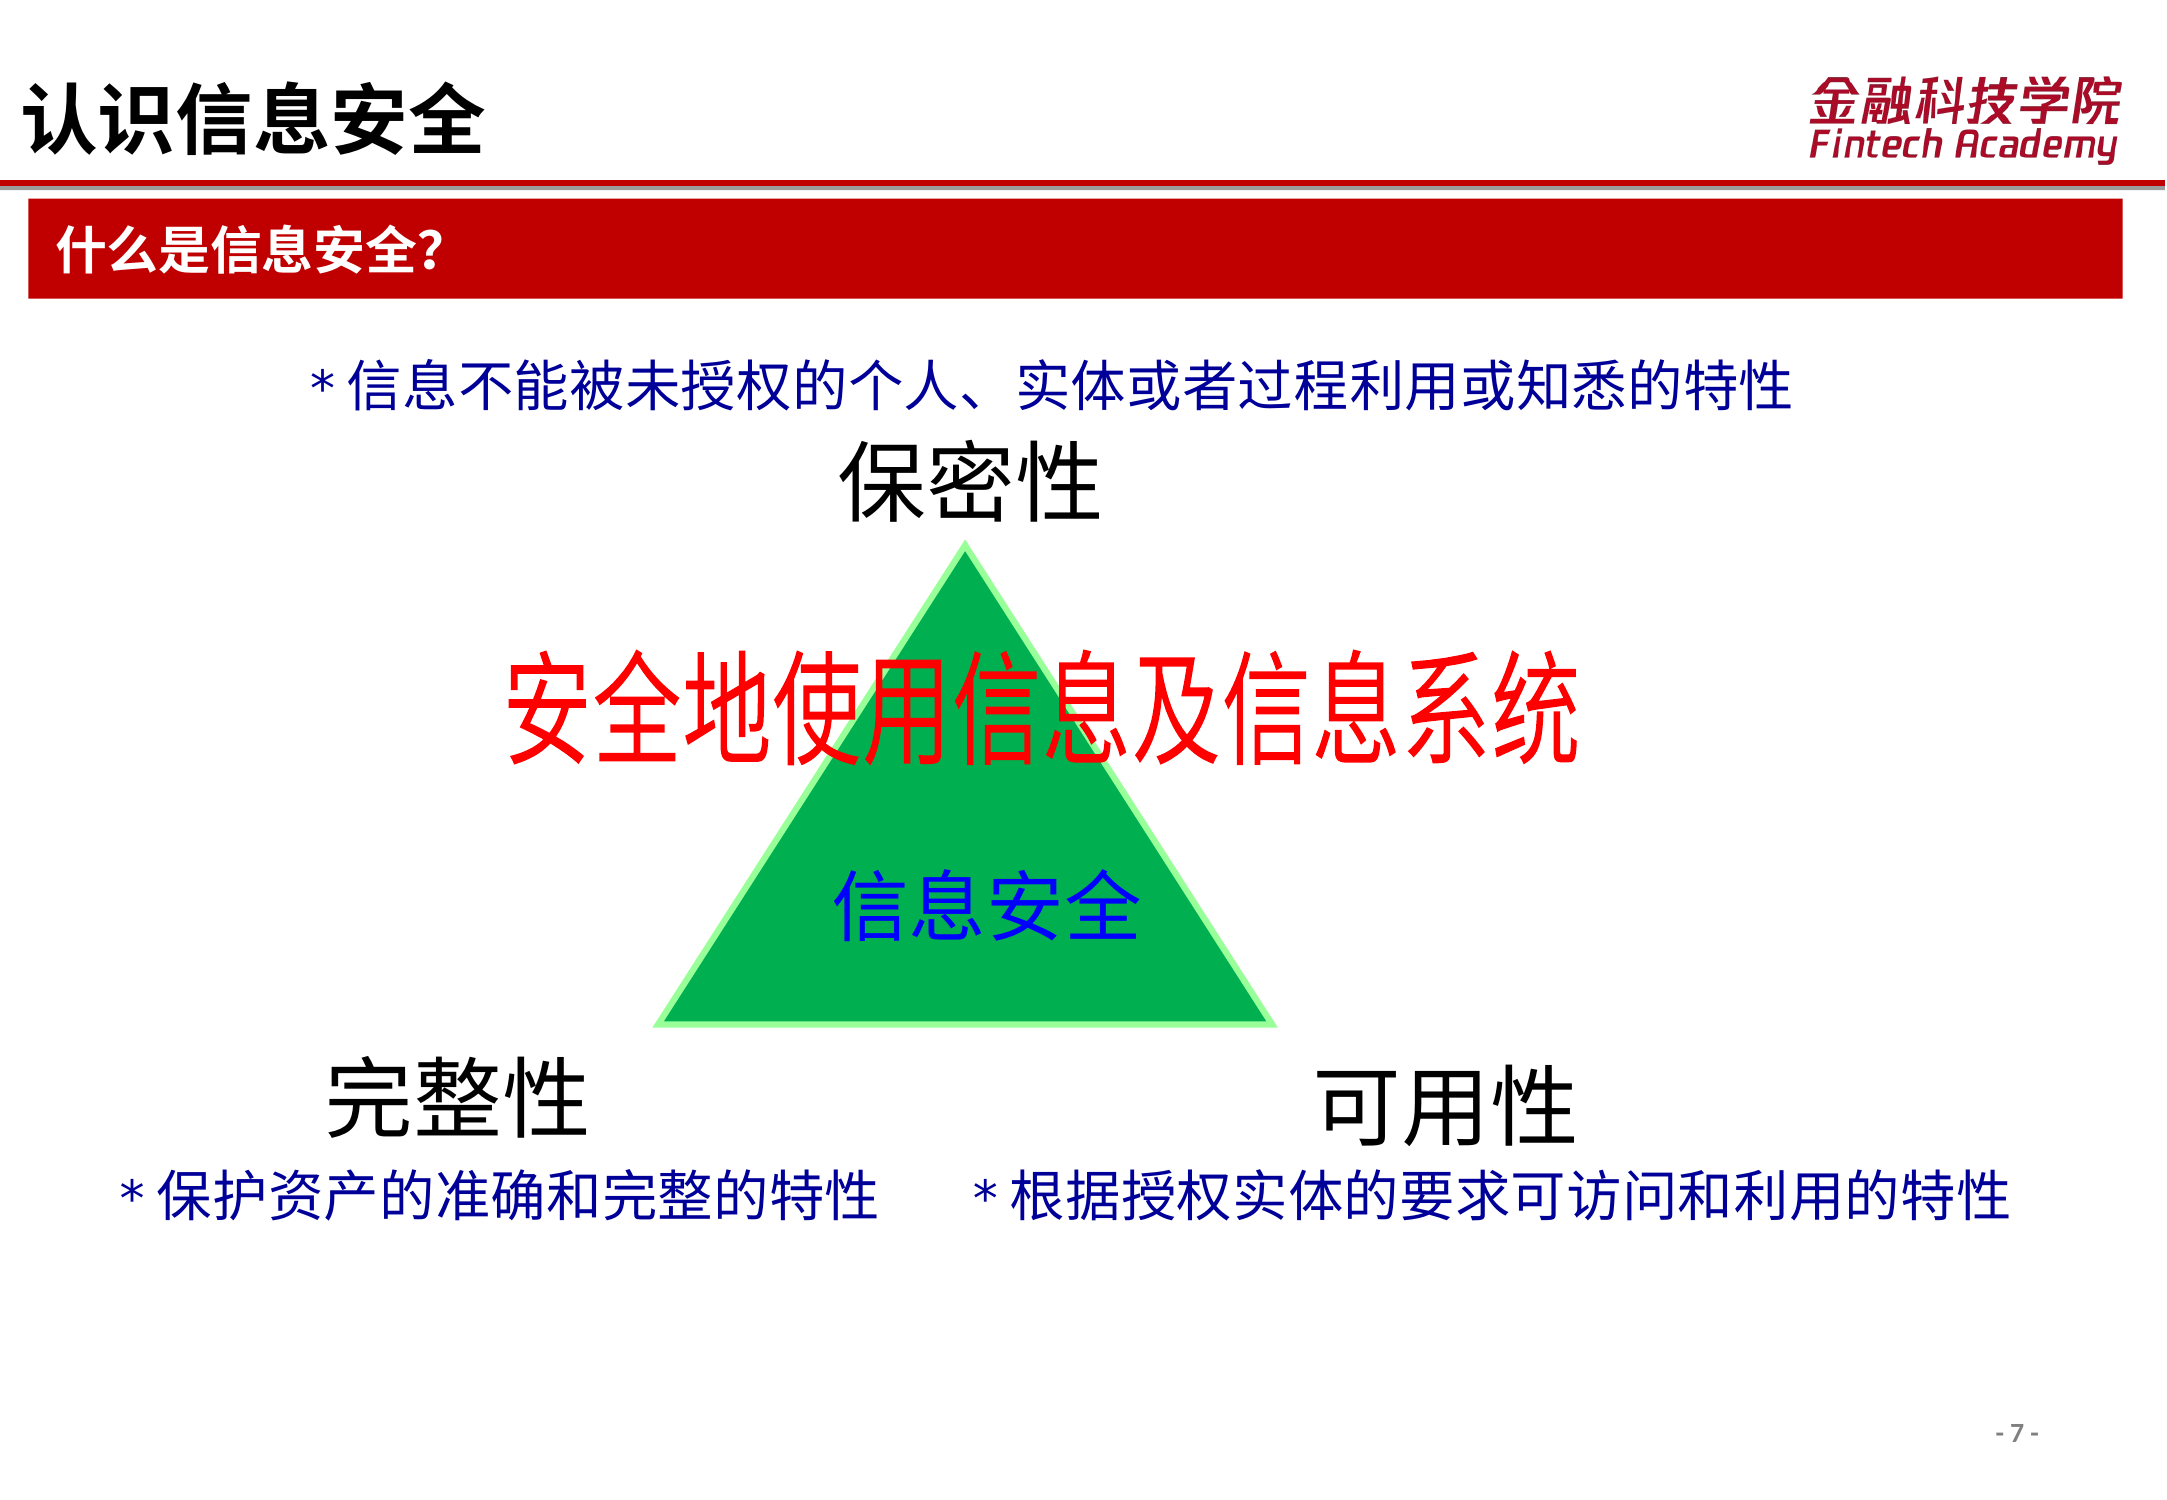 认识信息安全
金融科技学院
Fintech Academy
什么是信息安全?
* 信息不能被未授权的个人、实体或者过程利用或知悉的特性
保密性
安全地使用信息及信息系统
信息安全
完整性
可用性
* 保护资产的准确和完整的特性
* 根据授权实体的要求可访问和利用的特性
- 7 -